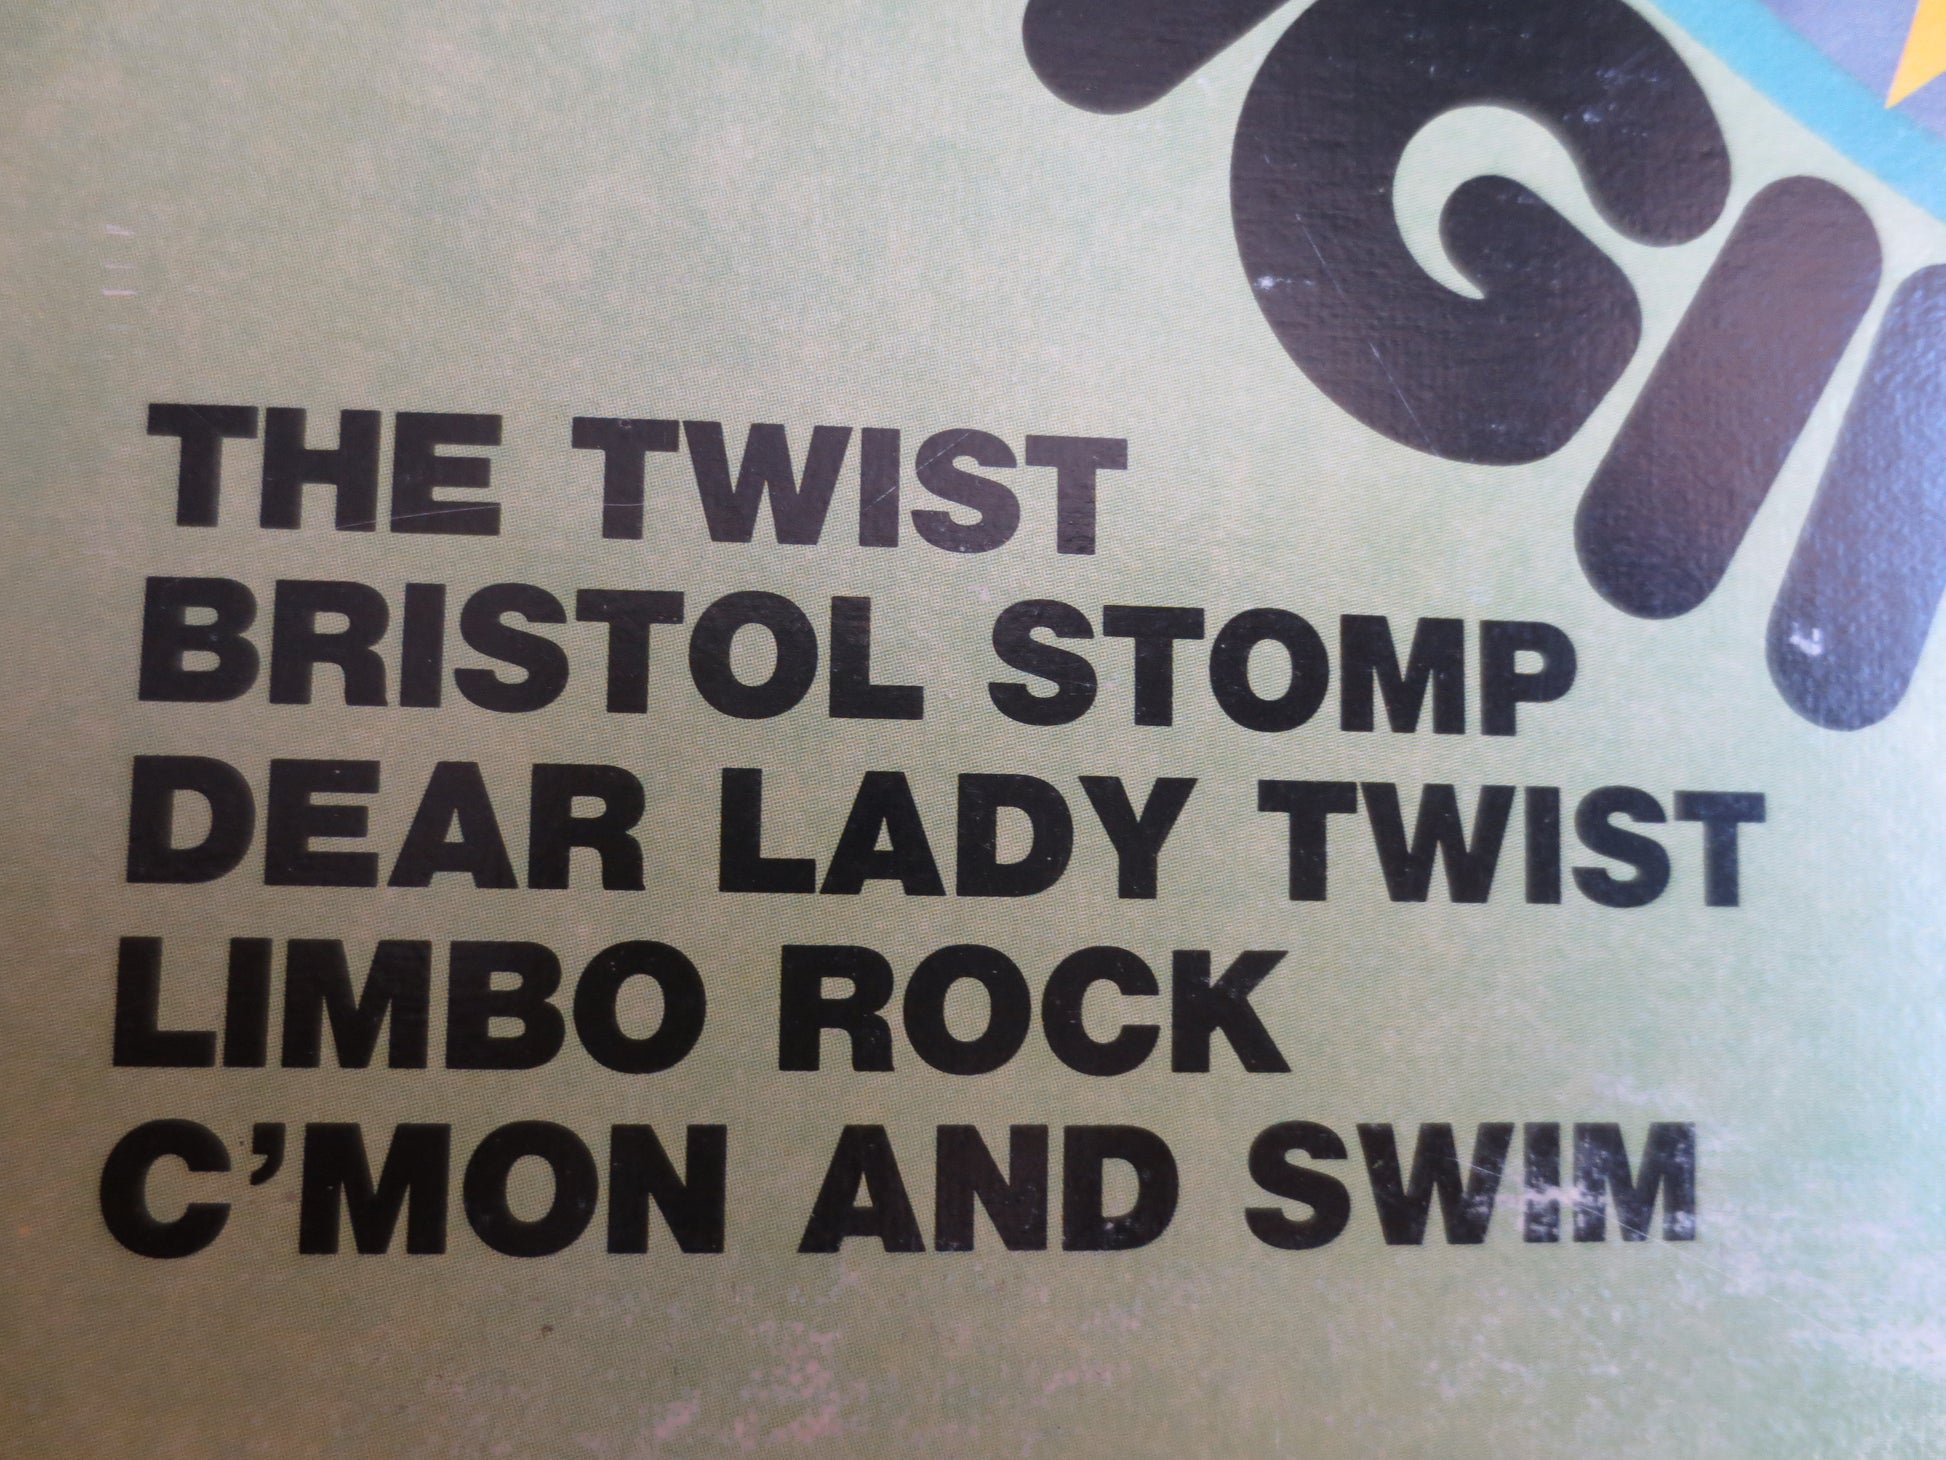 THE TWIST
BRISTOL STOMP
DEAR LADY TWIST
LIMBO ROCK
C'MON AND SWIM